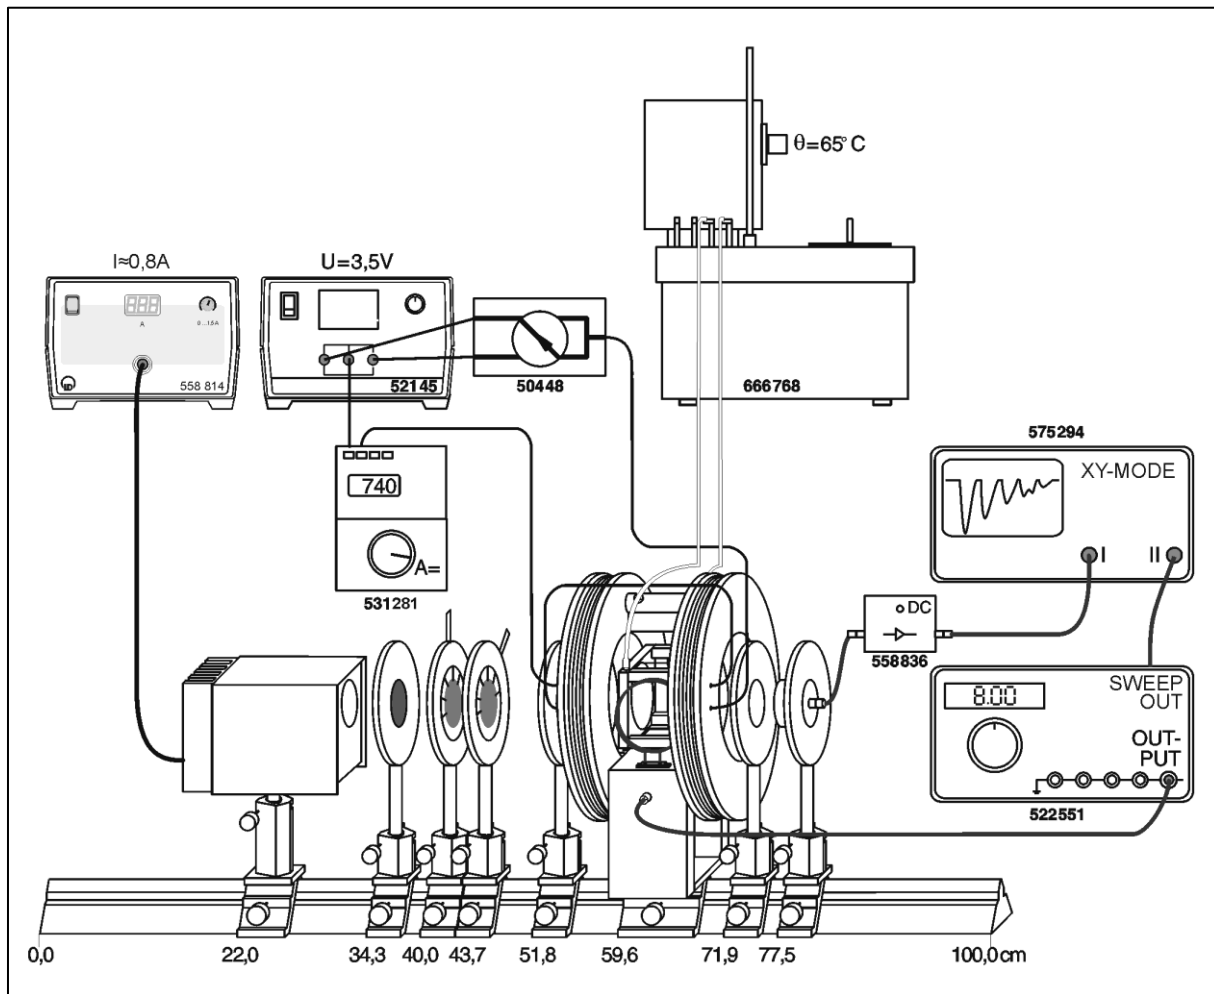 θ=65°C
I≈0,8A
U=3,5V
A
0 ...1,5 A
558 814
52145
50448
666768
575294
XY-MODE
I
II
740
A=
531281
DC
558836
8.00
SWEEP
OUT
OUT-
PUT
522551
0,0
22,0
34,3
40,0
43,7
51,8
59,6
71,9
77,5
100,0cm